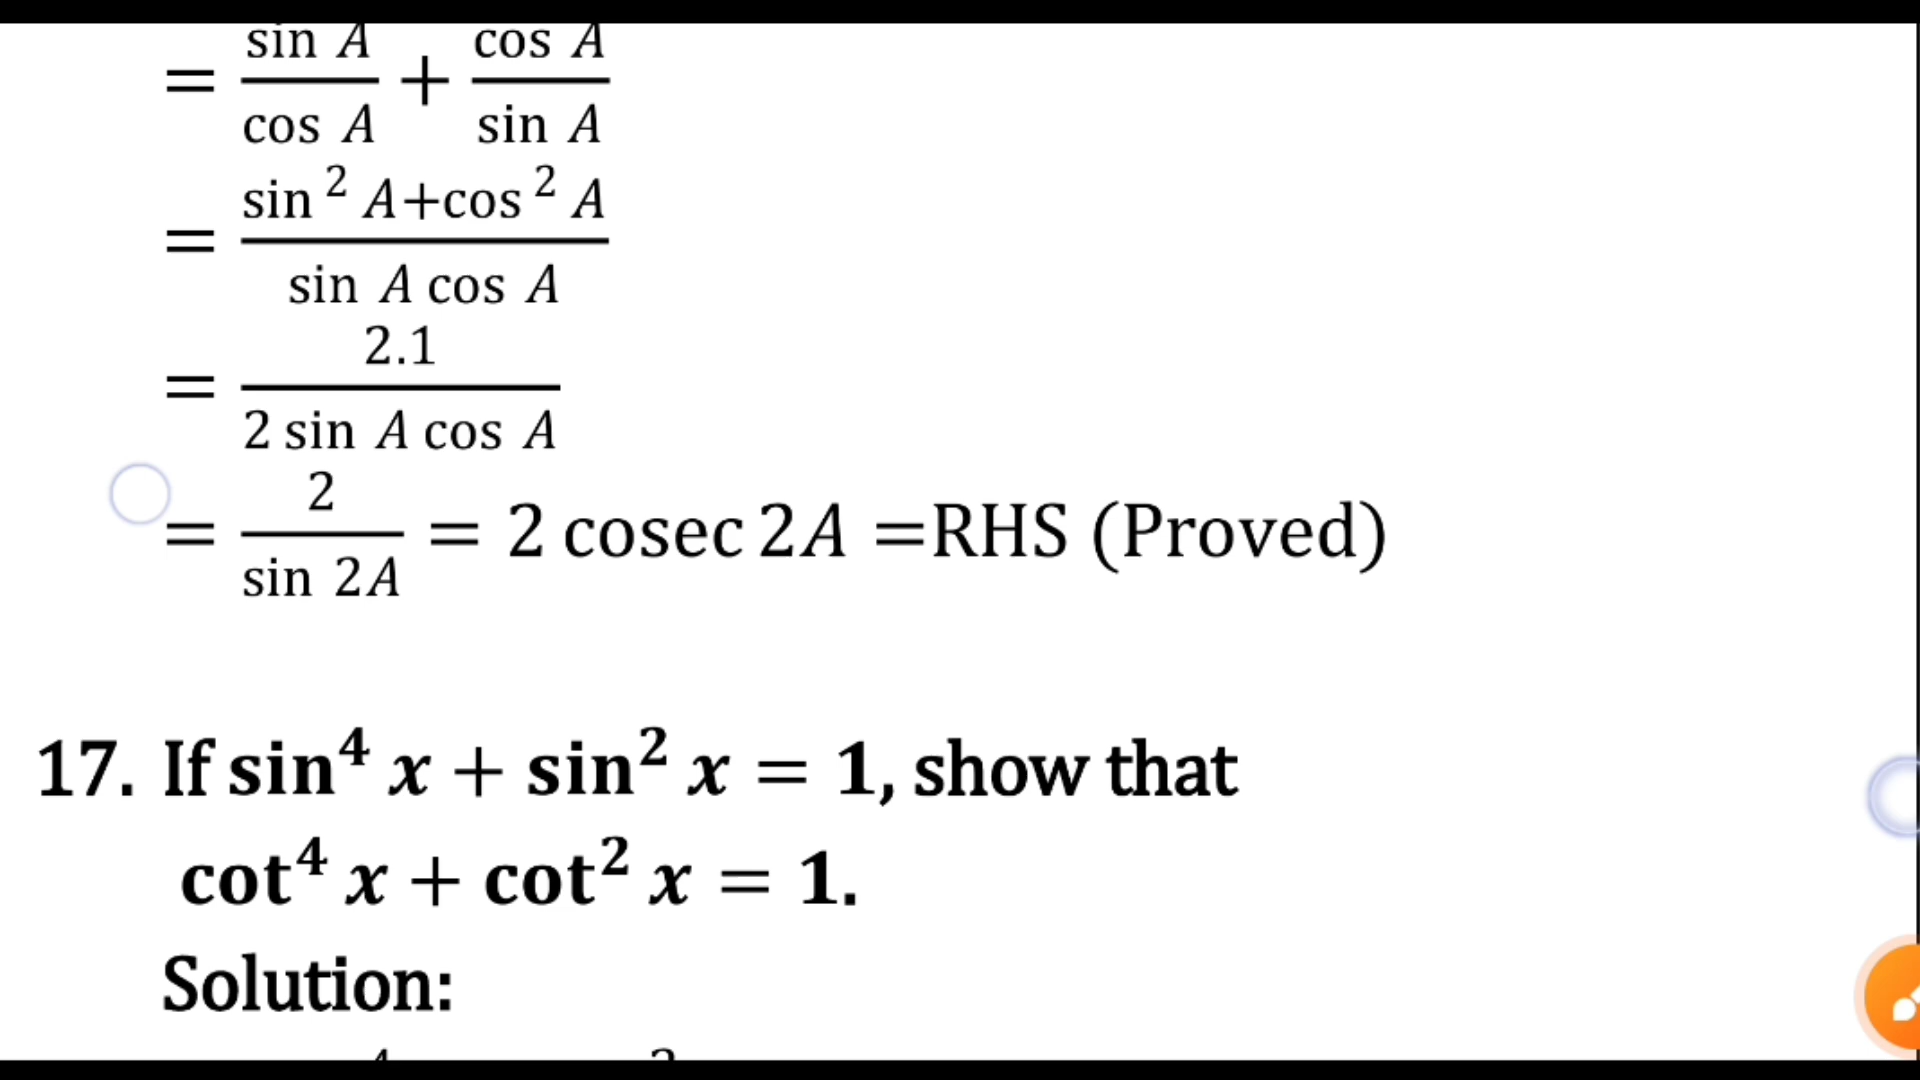 = sin A / cos A + cos A / sin A
= sin² A+cos² A / sin A cos A
= 2.1 / 2 sin A cos A
= 2 / sin 2A = 2 cosec 2A =RHS (Proved)
17. If sin⁴ x + sin² x = 1, show that
cot⁴ x + cot² x = 1.
Solution: